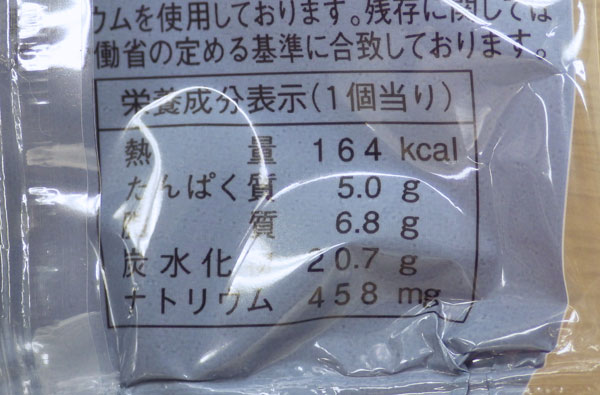 ウムを使用しております。残存に関しては
働省の定める基準に合致しております。
栄養成分表示(1個当り)
熱 量 164 kcal
たんぱく質 5.0 g
質 6.8 g
炭水化 20.7 g
ナトリウム 458 mg